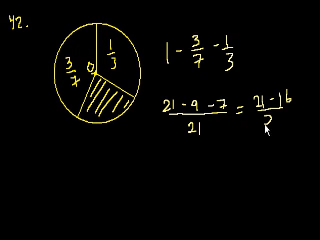 42.
3/7 O 1/3
1 - 3/7 - 1/3
(21 - 9 - 7)/21 = (21 - 16)/2